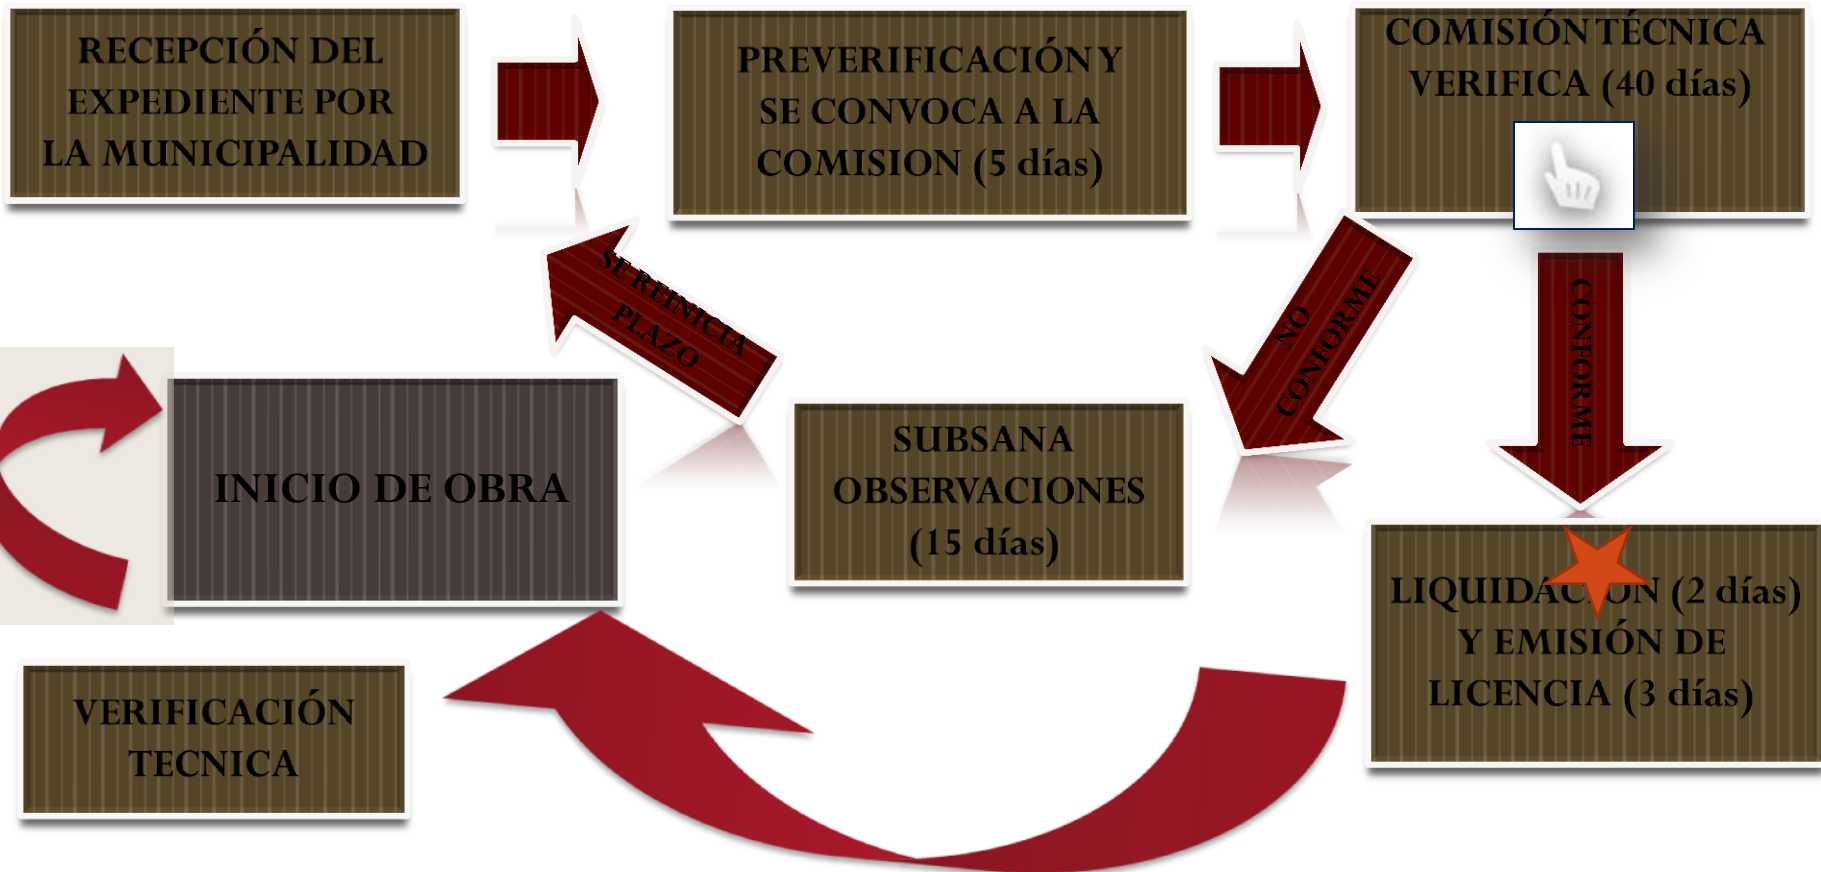 RECEPCIÓN DEL
EXPEDIENTE POR
LA MUNICIPALIDAD
PREVERIFICACIÓN Y
SE CONVOCA A LA
COMISION (5 días)
COMISIÓN TÉCNICA
VERIFICA (40 días)
SE REINICIA
PLAZO
NO
CONFORME
CONFORME
INICIO DE OBRA
SUBSANA
OBSERVACIONES
(15 días)
LIQUIDACIÓN (2 días)
Y EMISIÓN DE
LICENCIA (3 días)
VERIFICACIÓN
TECNICA